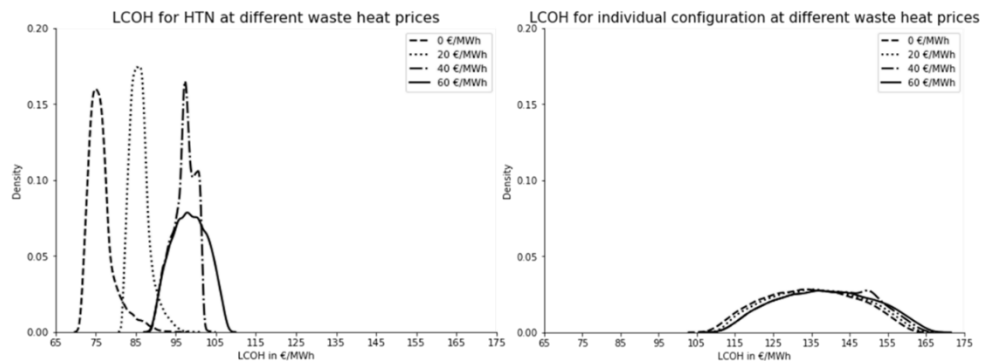 LCOH for HTN at different waste heat prices
0.20
0.15
0.10
0.05
0.00
Density
0 €/MWh
20 €/MWh
40 €/MWh
60 €/MWh
65 75 85 95 105 115 125 135 145 155 165 175
LCOH in €/MWh
LCOH for individual configuration at different waste heat prices
0.20
0.15
0.10
0.05
0.00
Density
0 €/MWh
20 €/MWh
40 €/MWh
60 €/MWh
65 75 85 95 105 115 125 135 145 155 165 175
LCOH in €/MWh